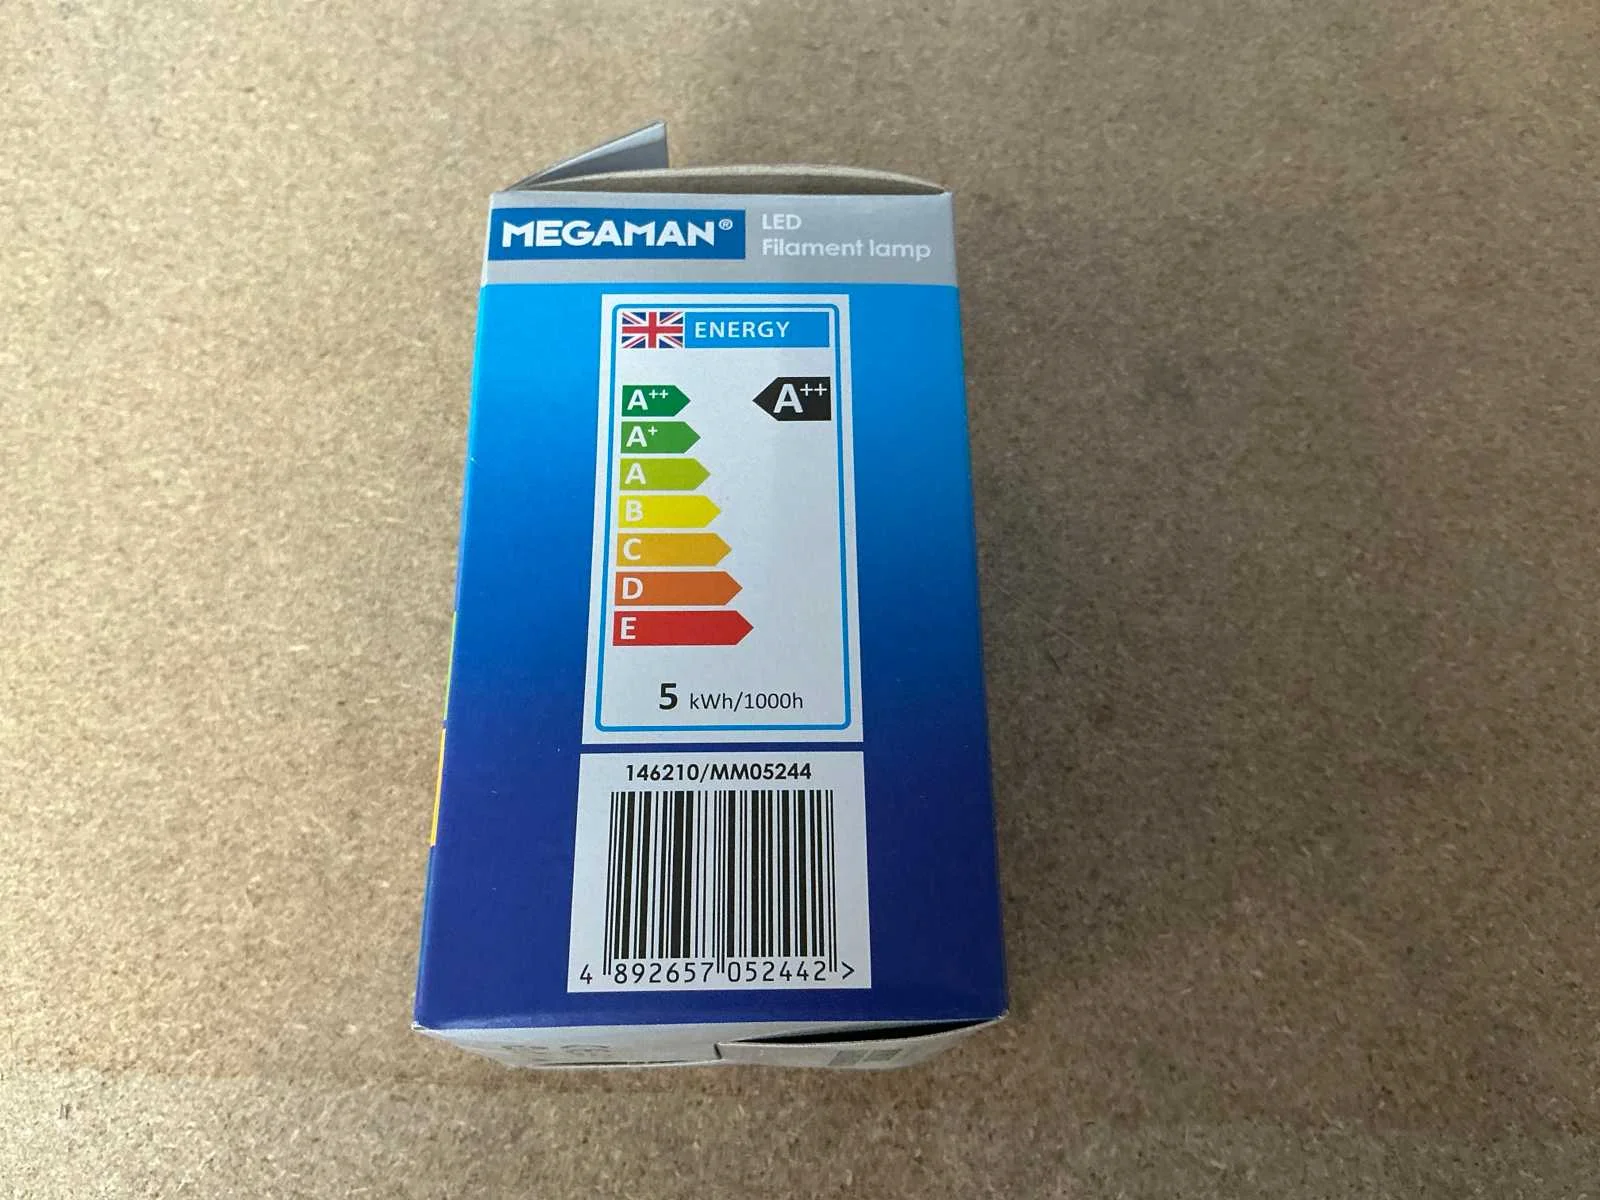 MEGAMAN®
LED
Filament lamp
ENERGY
A++
A++
A+
A
B
C
D
E
5 kWh/1000h
146210/MM05244
4 892657 052442 >